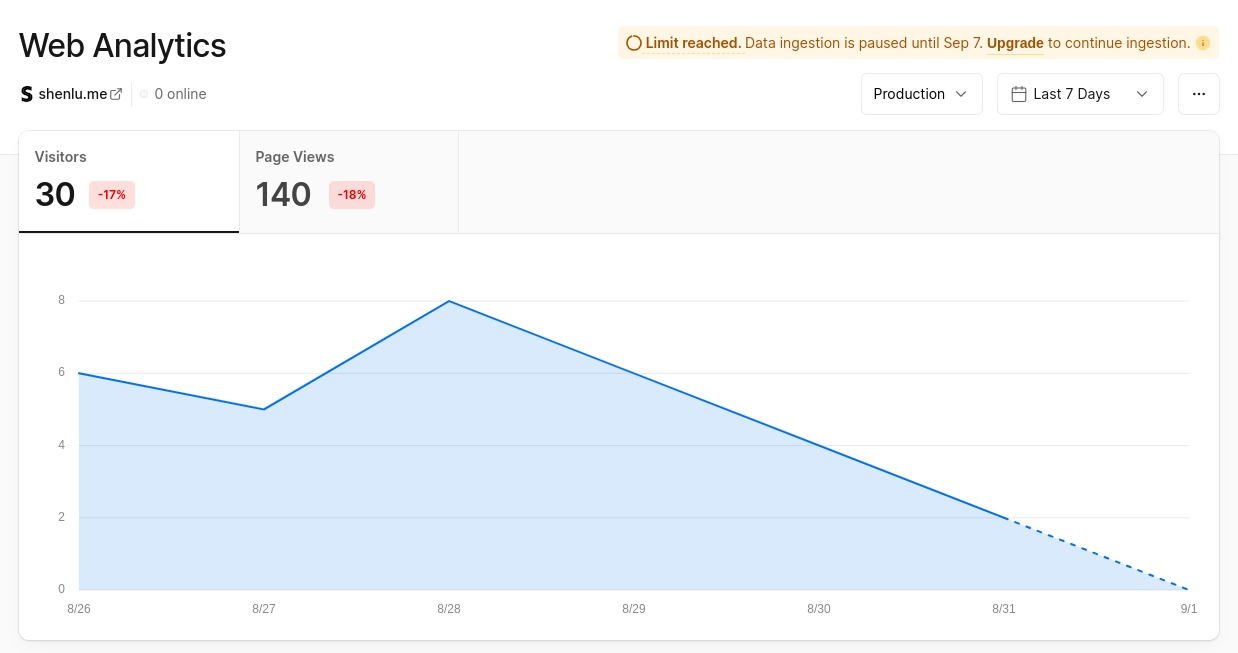 Web Analytics
Limit reached. Data ingestion is paused until Sep 7. Upgrade to continue ingestion.
S shenlu.me 0 online
Production
Last 7 Days
Visitors
30 -17%
Page Views
140 -18%
8
6
4
2
0
8/26 8/27 8/28 8/29 8/30 8/31 9/1